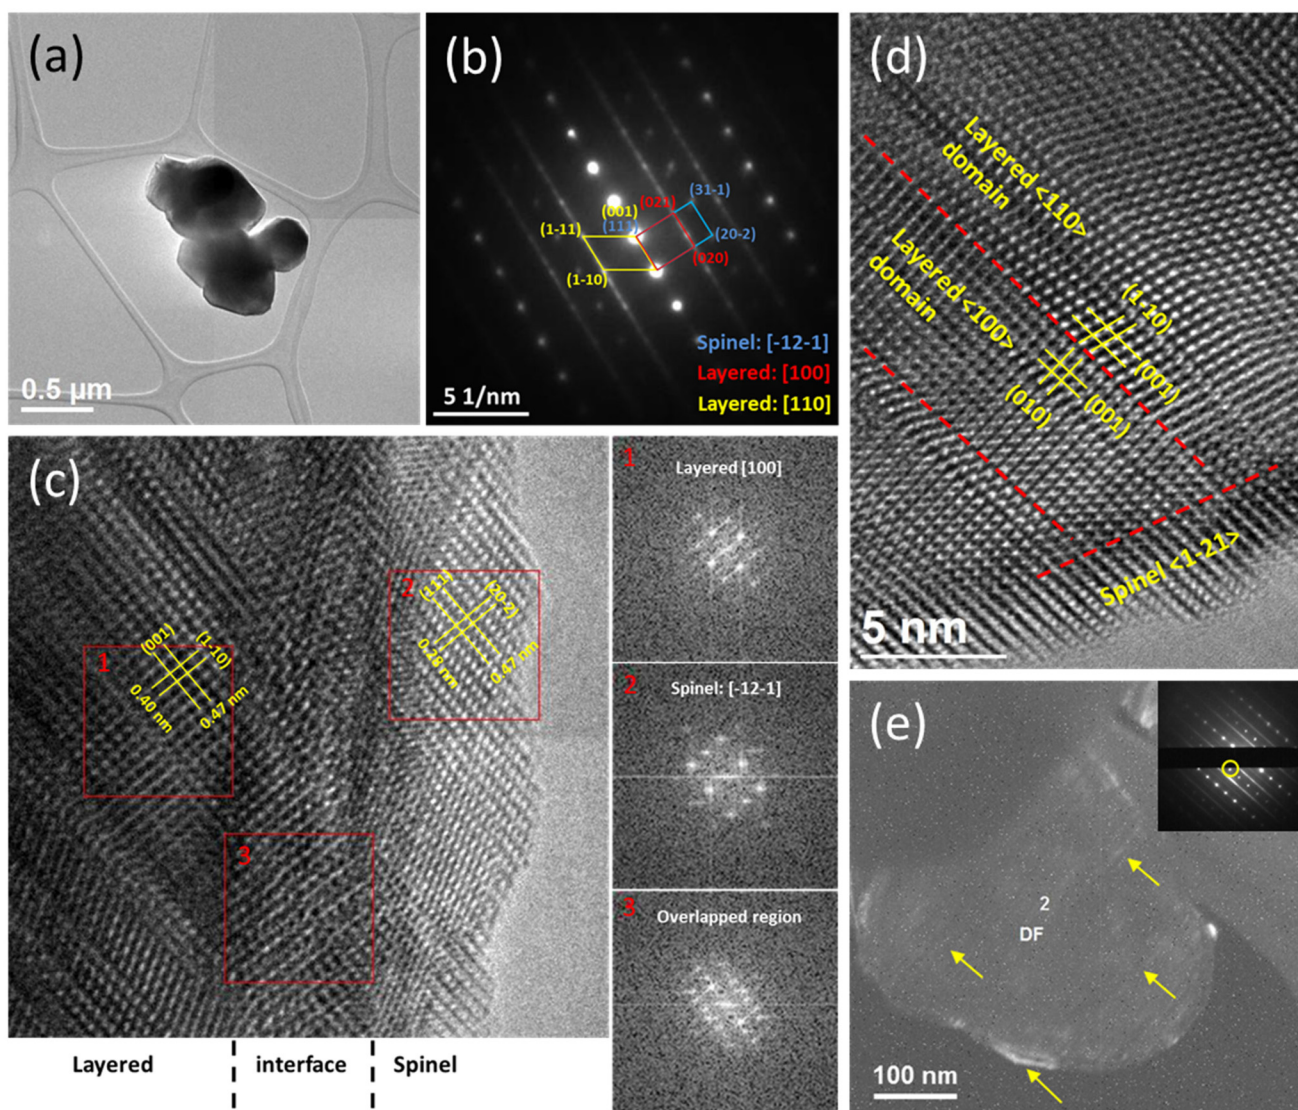 (a)
0.5 µm
(b)
(001)
(111)
(1-11)
(1-10)
(021)
(31-1)
(20-2)
(020)
Spinel: [-12-1]
Layered: [100]
Layered: [110]
5 1/nm
(c)
1
(001)
(1-10)
0.40 nm
0.47 nm
2
(111)
(20-2)
0.28 nm
0.47 nm
3
Layered
interface
Spinel
1
Layered [100]
2
Spinel: [-12-1]
3
Overlapped region
(d)
Layered <110>
domain
Layered <100>
domain
(1-10)
(001)
(010)
(001)
Spinel <1-21>
5 nm
(e)
2
DF
100 nm